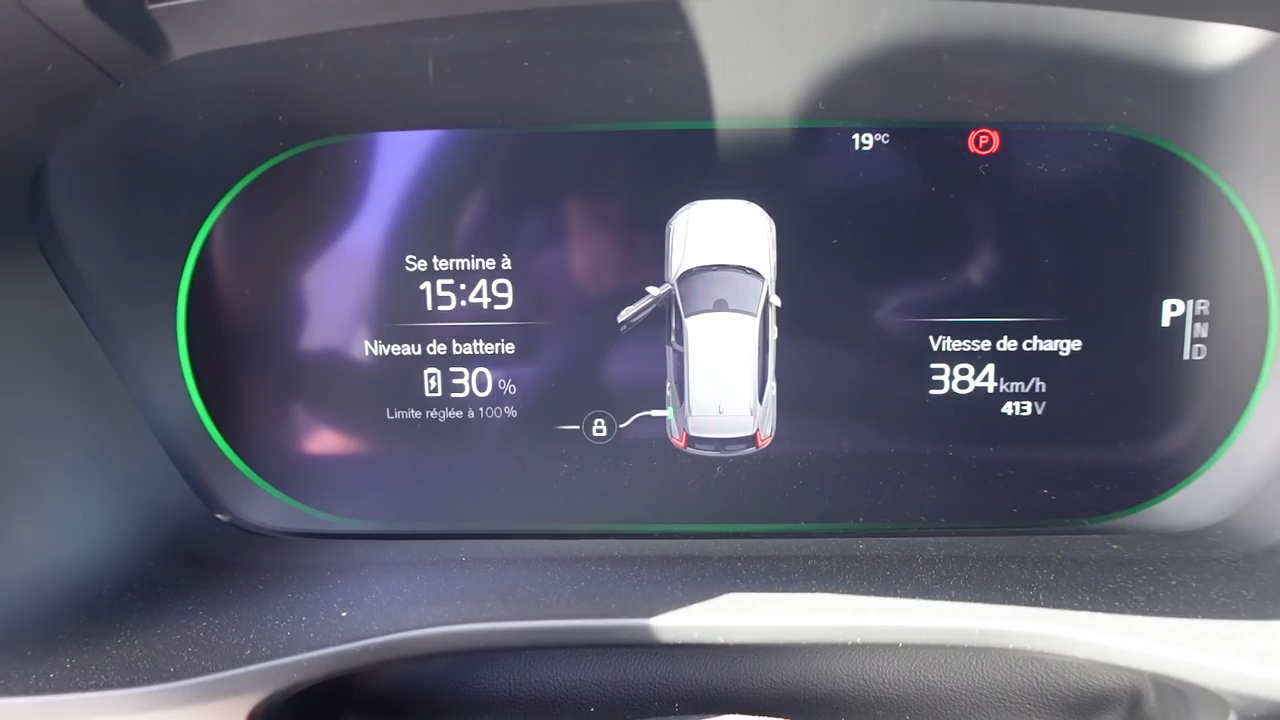 19°C
P
Se termine à
15:49
Niveau de batterie
30 %
Limite réglée à 100%
Vitesse de charge
384 km/h
413 V
P
R
N
D